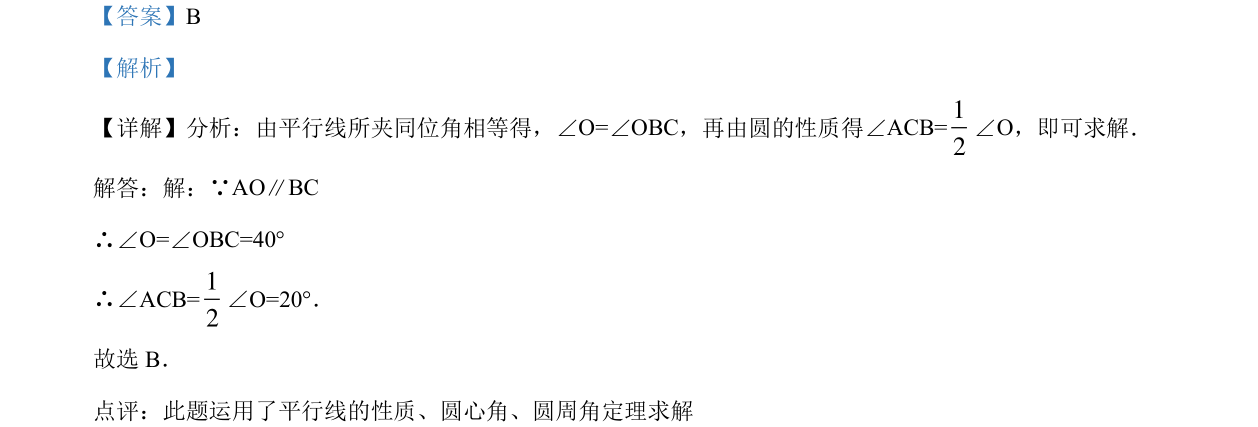 【答案】B
【解析】
【详解】分析：由平行线所夹同位角相等得，∠O=∠OBC，再由圆的性质得∠ACB=1/2 ∠O，即可求解．
解答：解：∵AO∥BC
∴∠O=∠OBC=40°
∴∠ACB=1/2 ∠O=20°．
故选 B．
点评：此题运用了平行线的性质、圆心角、圆周角定理求解